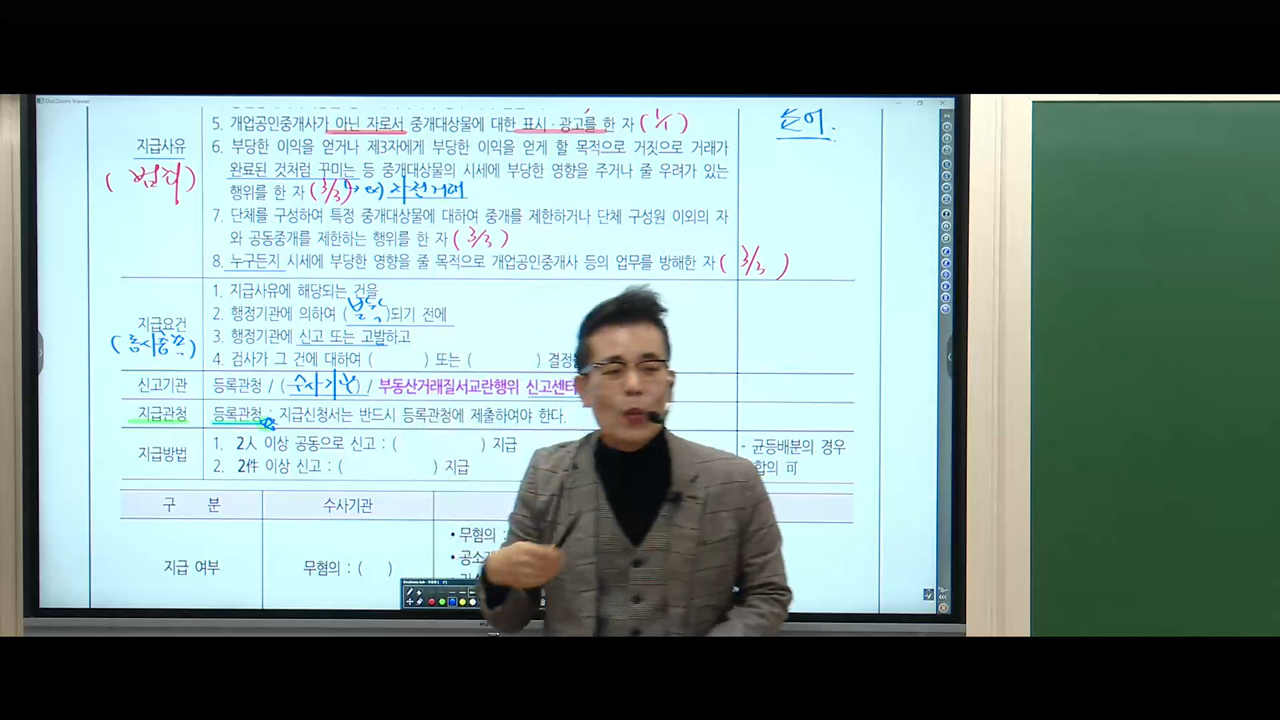 DocZoom Viewer
5. 개업공인중개사가 아닌 자로서 중개대상물에 대한 표시·광고를 한 자 (1/1)
순어
지급사유
(범죄)
6. 부당한 이익을 얻거나 제3자에게 부당한 이익을 얻게 할 목적으로 거짓으로 거래가
완료된 것처럼 꾸미는 등 중개대상물의 시세에 부당한 영향을 주거나 줄 우려가 있는
행위를 한 자 (3/3) 자전거래
7. 단체를 구성하여 특정 중개대상물에 대하여 중개를 제한하거나 단체 구성원 이외의 자
와 공동중개를 제한하는 행위를 한 자 (3/3)
8. 누구든지 시세에 부당한 영향을 줄 목적으로 개업공인중개사 등의 업무를 방해한 자 (3/3)
지급요건
1. 지급사유에 해당되는 건을
2. 행정기관에 의하여 (발각)되기 전에
3. 행정기관에 신고 또는 고발하고
4. 검사가 그 건에 대하여 ( ) 또는 ( ) 결정
신고기관
등록관청 / (수사기관) / 부동산거래질서교란행위 신고센터
지급관청
등록관청 : 지급신청서는 반드시 등록관청에 제출하여야 한다.
지급방법
1. 2人 이상 공동으로 신고 : ( ) 지급
2. 2件 이상 신고 : ( ) 지급
- 균등배분의 경우
합의 可
구 분
수사기관
지급 여부
무혐의 : ( )
• 무혐의 :
• 공소